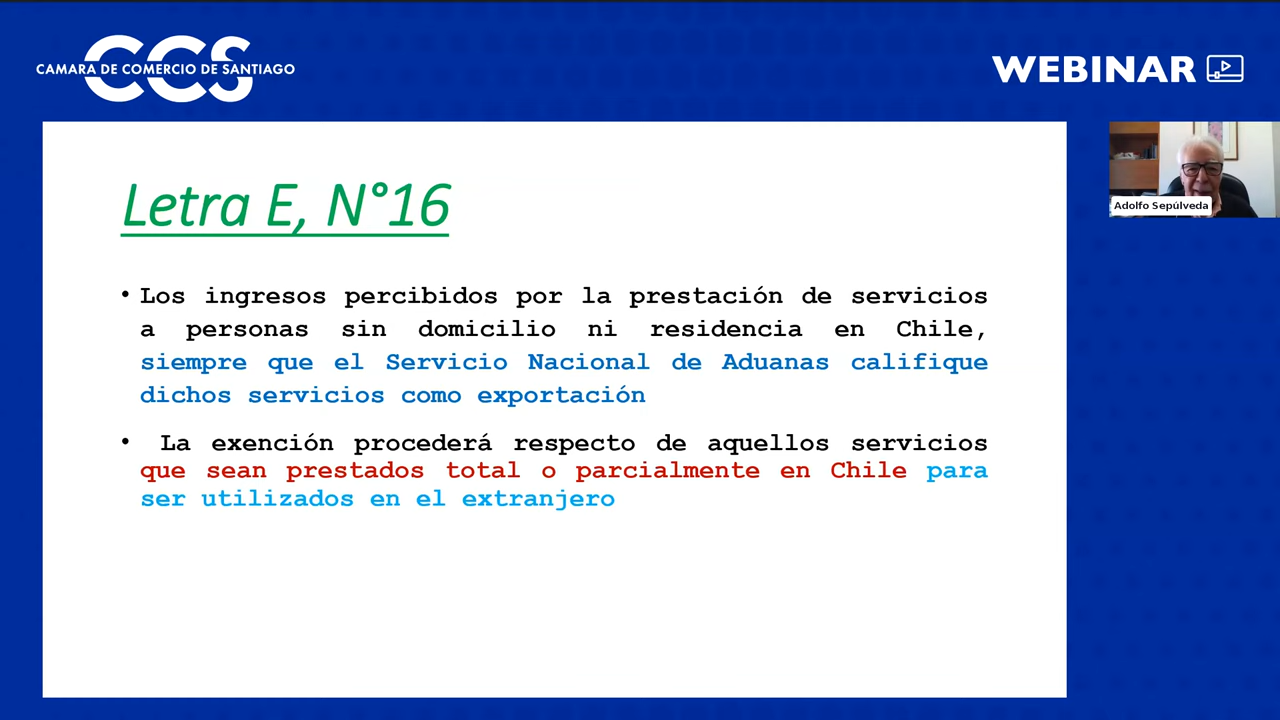 CCS
CAMARA DE COMERCIO DE SANTIAGO
WEBINAR
Letra E, N°16
• Los ingresos percibidos por la prestación de servicios
a personas sin domicilio ni residencia en Chile,
siempre que el Servicio Nacional de Aduanas califique
dichos servicios como exportación
• La exención procederá respecto de aquellos servicios
que sean prestados total o parcialmente en Chile para
ser utilizados en el extranjero
Adolfo Sepúlveda